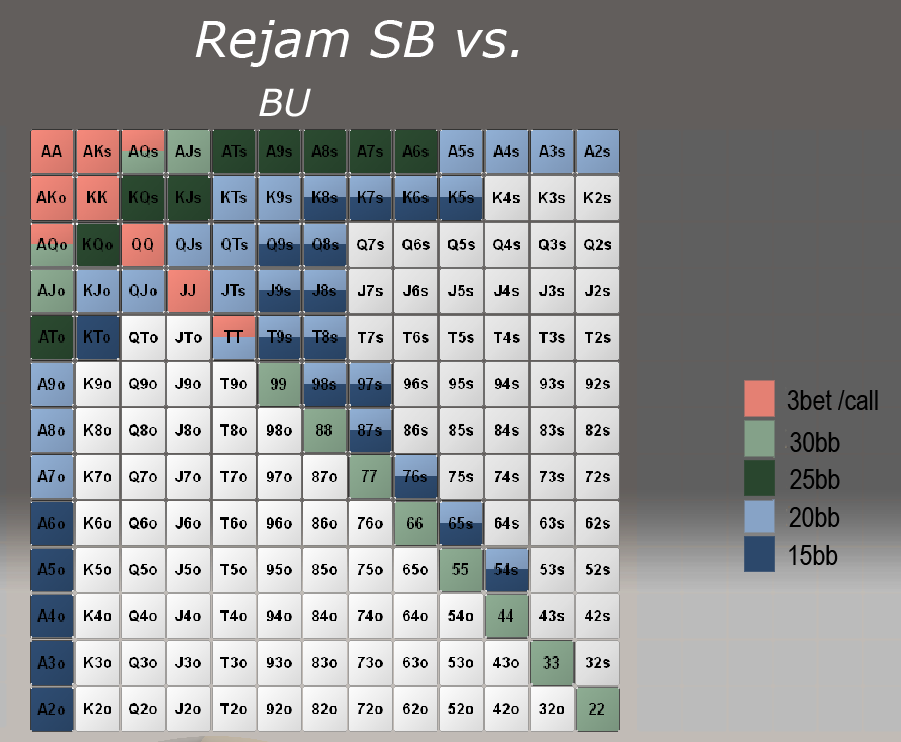 Rejam SB vs.
BU
AA AKs AQs AJs ATs A9s A8s A7s A6s A5s A4s A3s A2s
AKo KK KQs KJs KTs K9s K8s K7s K6s K5s K4s K3s K2s
AQo KQo QQ QJs QTs Q9s Q8s Q7s Q6s Q5s Q4s Q3s Q2s
AJo KJo QJo JJ JTs J9s J8s J7s J6s J5s J4s J3s J2s
ATo KTo QTo JTo TT T9s T8s T7s T6s T5s T4s T3s T2s
A9o K9o Q9o J9o T9o 99 98s 97s 96s 95s 94s 93s 92s
A8o K8o Q8o J8o T8o 98o 88 87s 86s 85s 84s 83s 82s
A7o K7o Q7o J7o T7o 97o 87o 77 76s 75s 74s 73s 72s
A6o K6o Q6o J6o T6o 96o 86o 76o 66 65s 64s 63s 62s
A5o K5o Q5o J5o T5o 95o 85o 75o 65o 55 54s 53s 52s
A4o K4o Q4o J4o T4o 94o 84o 74o 64o 54o 44 43s 42s
A3o K3o Q3o J3o T3o 93o 83o 73o 63o 53o 43o 33 32s
A2o K2o Q2o J2o T2o 92o 82o 72o 62o 52o 42o 32o 22
3bet /call
30bb
25bb
20bb
15bb